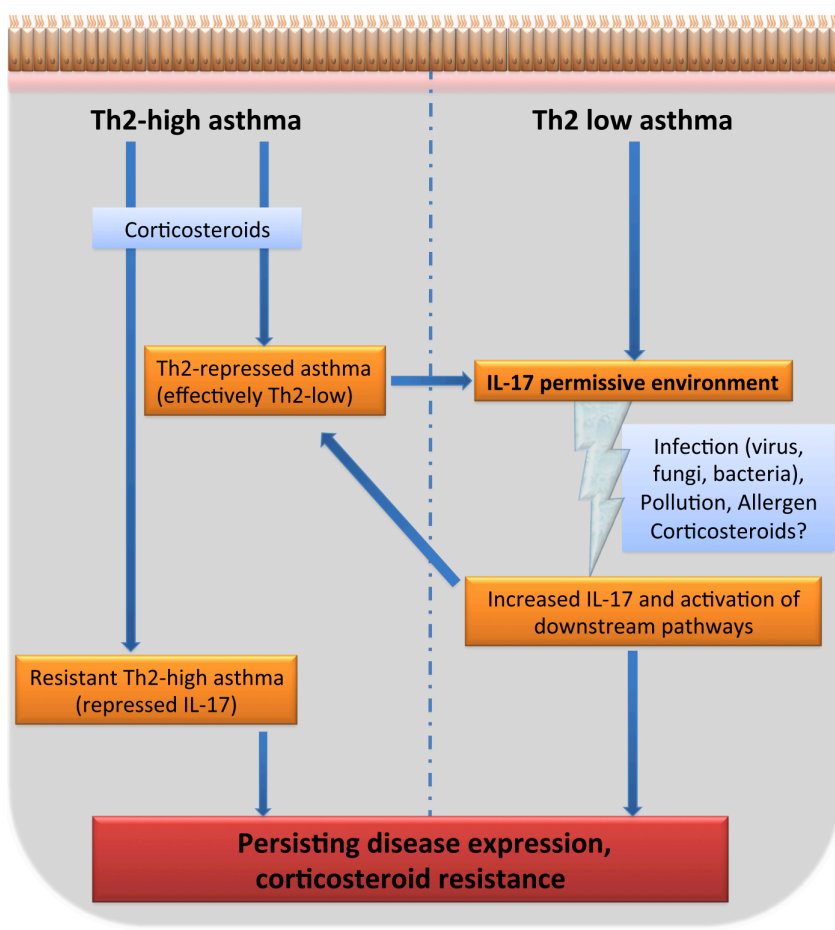 Th2-high asthma
Th2 low asthma
Corticosteroids
Th2-repressed asthma
(effectively Th2-low)
IL-17 permissive environment
Infection (virus,
fungi, bacteria),
Pollution, Allergen
Corticosteroids?
Increased IL-17 and activation of
downstream pathways
Resistant Th2-high asthma
(repressed IL-17)
Persisting disease expression,
corticosteroid resistance